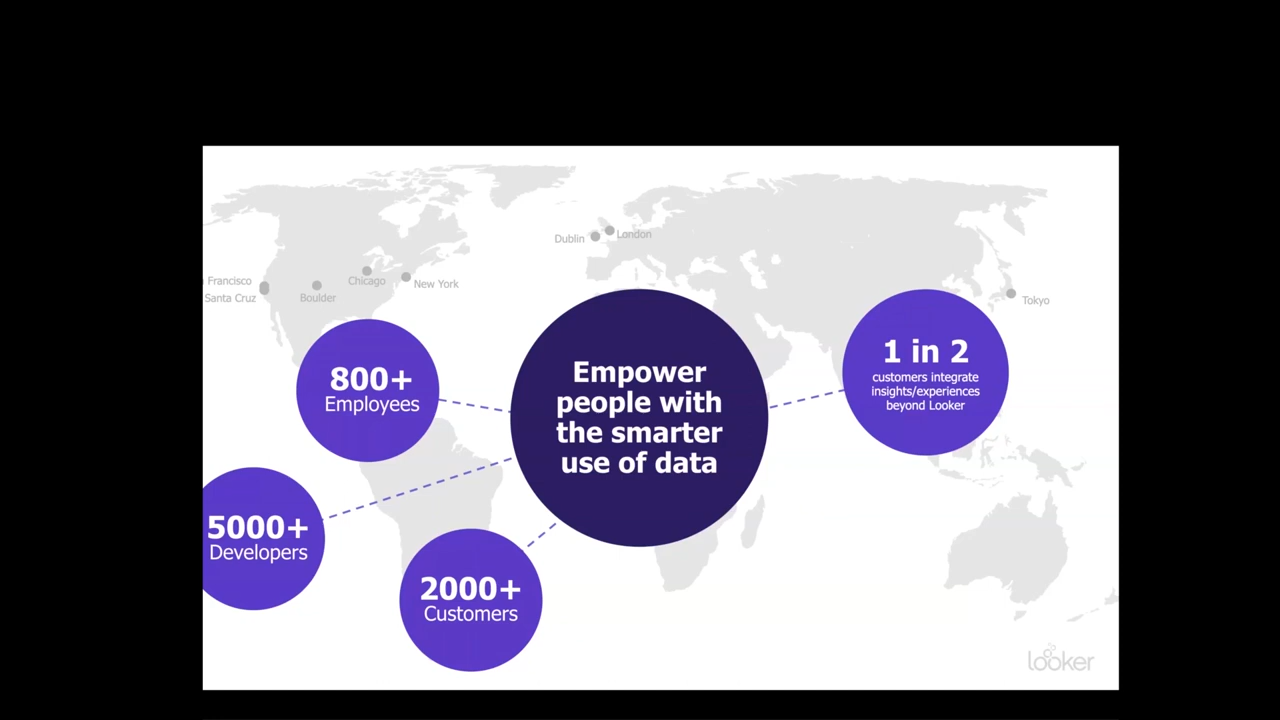 Dublin
London
Francisco
Santa Cruz
Boulder
Chicago
New York
Tokyo
800+
Employees
Empower
people with
the smarter
use of data
1 in 2
customers integrate
insights/experiences
beyond Looker
5000+
Developers
2000+
Customers
looker